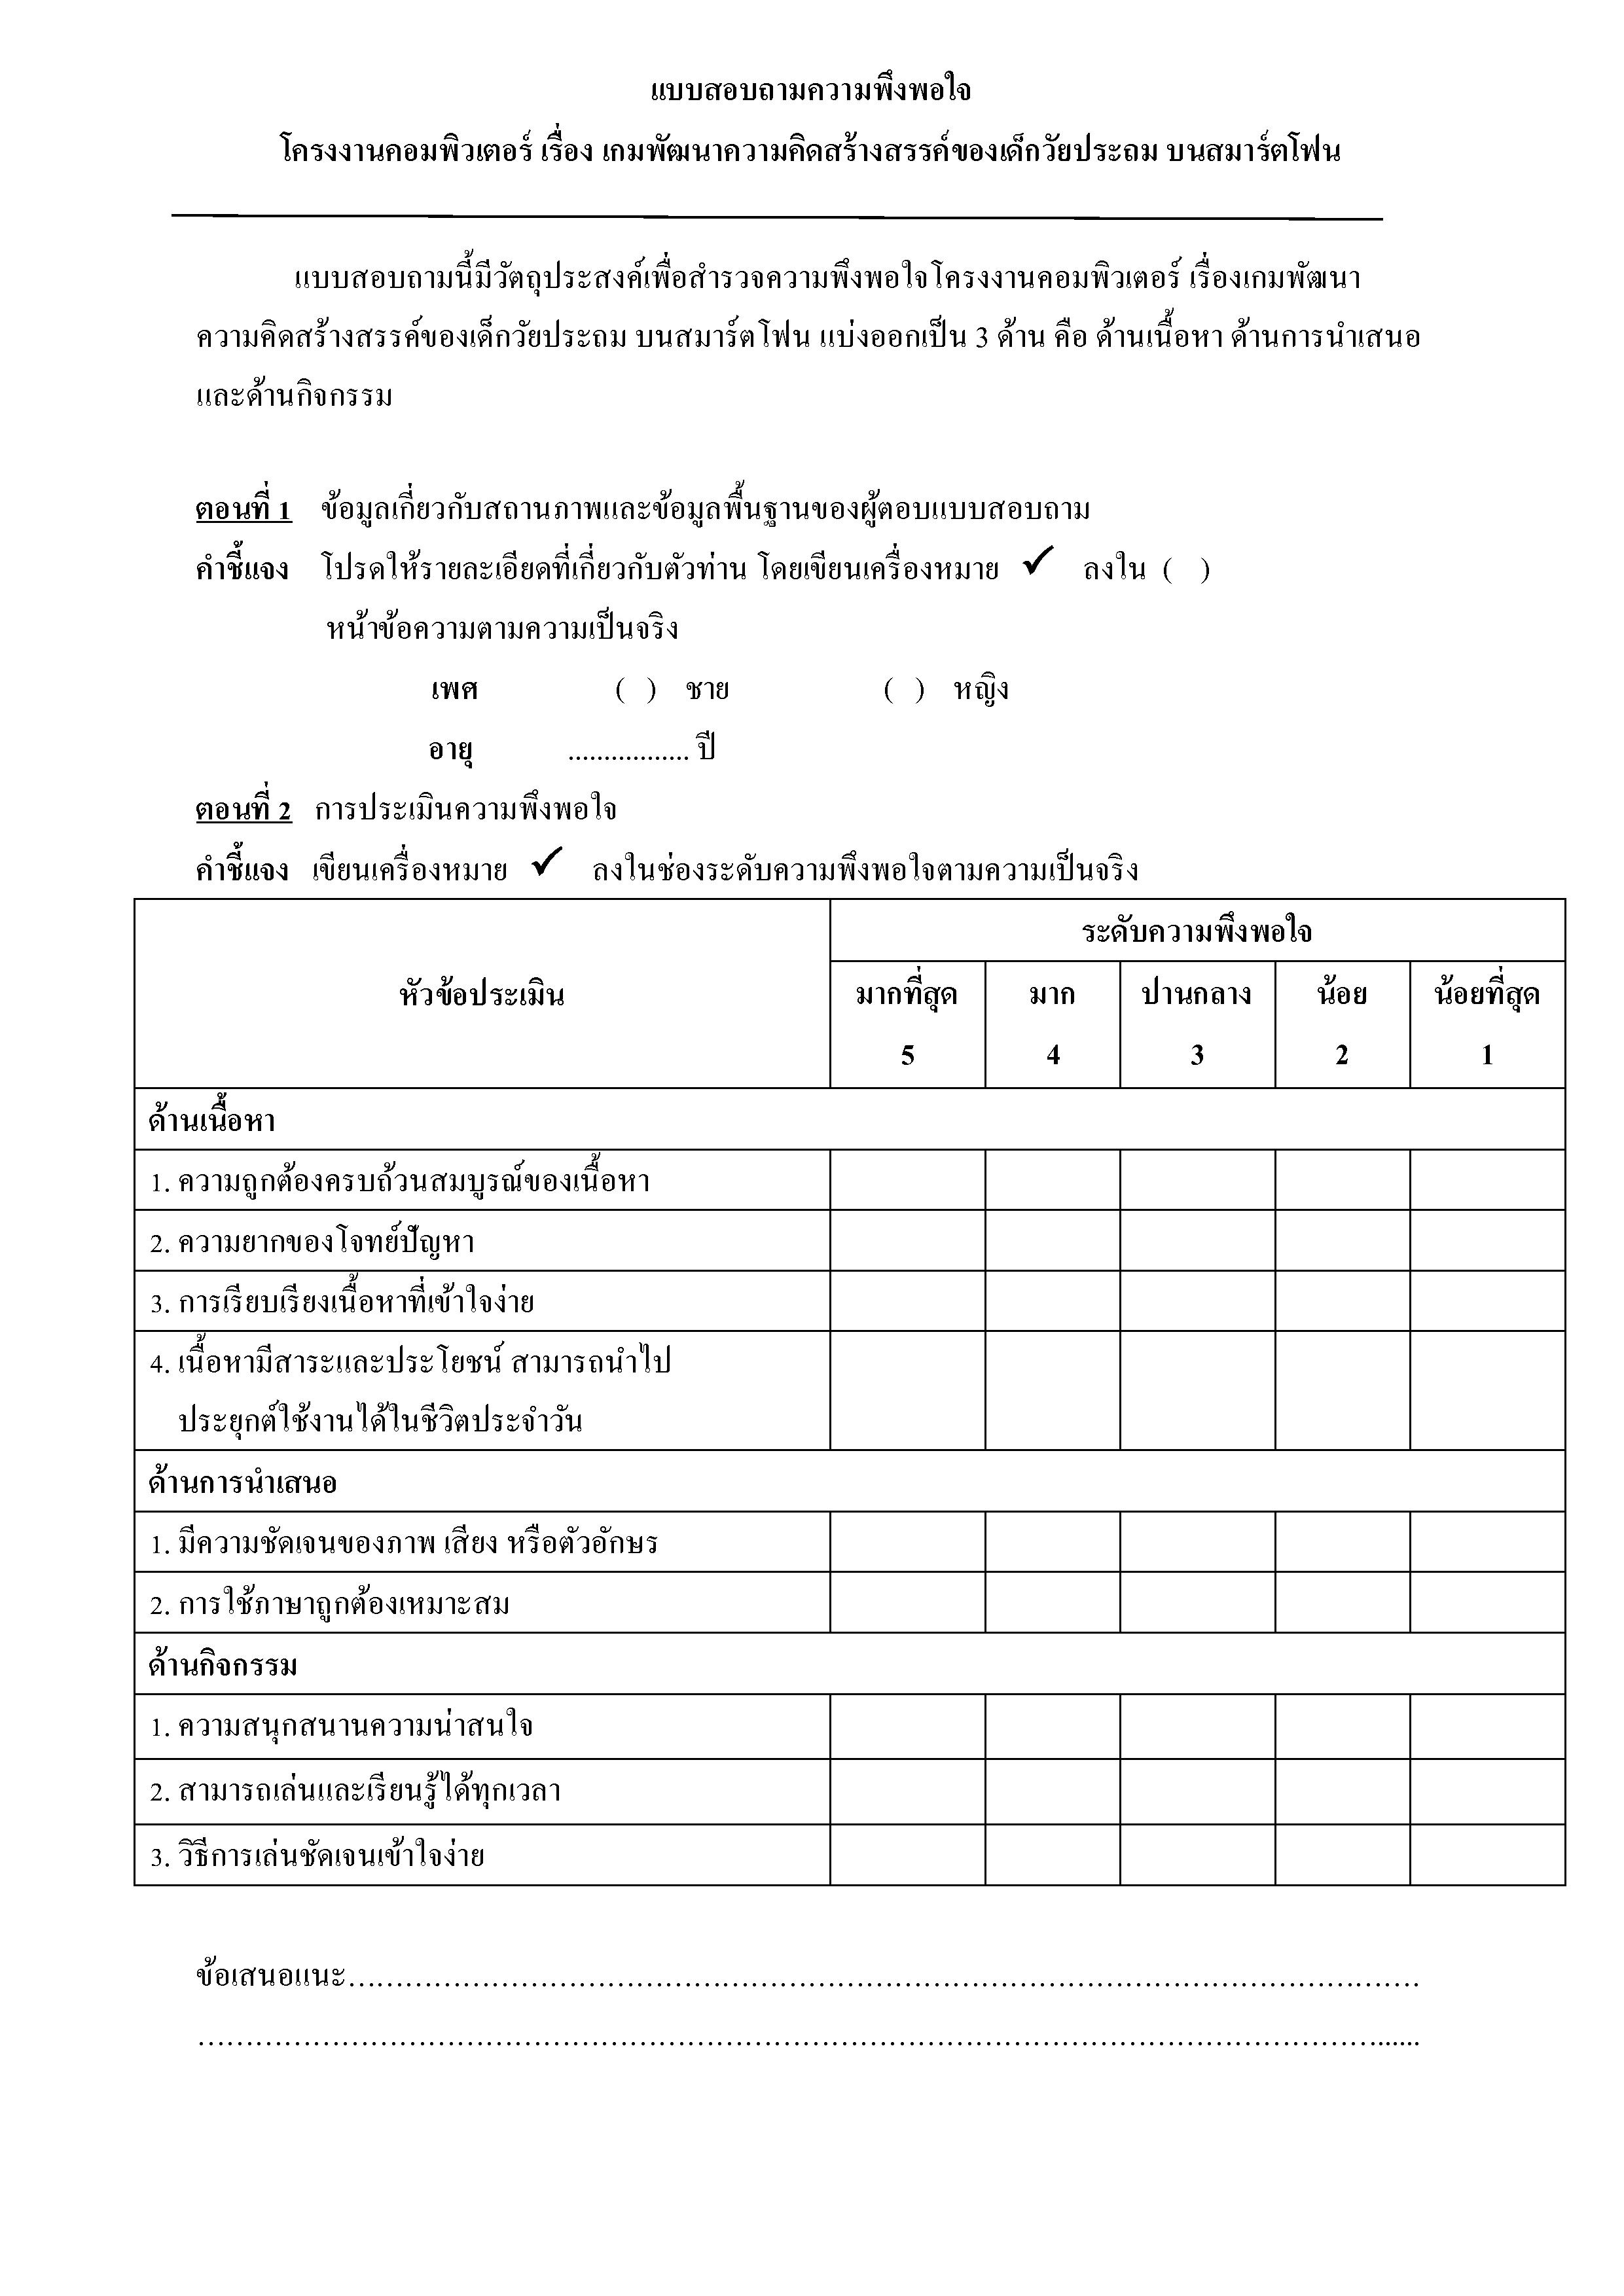 แบบสอบถามความพึงพอใจ
โครงงานคอมพิวเตอร์ เรื่อง เกมพัฒนาความคิดสร้างสรรค์ของเด็กวัยประถม บนสมาร์ตโฟน
แบบสอบถามนี้มีวัตถุประสงค์เพื่อสำรวจความพึงพอใจโครงงานคอมพิวเตอร์ เรื่องเกมพัฒนา
ความคิดสร้างสรรค์ของเด็กวัยประถม บนสมาร์ตโฟน แบ่งออกเป็น 3 ด้าน คือ ด้านเนื้อหา ด้านการนำเสนอ
และด้านกิจกรรม
ตอนที่ 1 ข้อมูลเกี่ยวกับสถานภาพและข้อมูลพื้นฐานของผู้ตอบแบบสอบถาม
คำชี้แจง โปรดให้รายละเอียดที่เกี่ยวกับตัวท่าน โดยเขียนเครื่องหมาย ✓ ลงใน ( )
หน้าข้อความตามความเป็นจริง
เพศ ( ) ชาย ( ) หญิง
อายุ ................. ปี
ตอนที่ 2 การประเมินความพึงพอใจ
คำชี้แจง เขียนเครื่องหมาย ✓ ลงในช่องระดับความพึงพอใจตามความเป็นจริง
หัวข้อประเมิน
ระดับความพึงพอใจ
มากที่สุด มาก ปานกลาง น้อย น้อยที่สุด
5 4 3 2 1
ด้านเนื้อหา
1. ความถูกต้องครบถ้วนสมบูรณ์ของเนื้อหา
2. ความยากของโจทย์ปัญหา
3. การเรียบเรียงเนื้อหาที่เข้าใจง่าย
4. เนื้อหามีสาระและประโยชน์ สามารถนำไป
ประยุกต์ใช้งานได้ในชีวิตประจำวัน
ด้านการนำเสนอ
1. มีความชัดเจนของภาพ เสียง หรือตัวอักษร
2. การใช้ภาษาถูกต้องเหมาะสม
ด้านกิจกรรม
1. ความสนุกสนานความน่าสนใจ
2. สามารถเล่นและเรียนรู้ได้ทุกเวลา
3. วิธีการเล่นชัดเจนเข้าใจง่าย
ข้อเสนอแนะ……………………………………………………………………………………………
……………………………………………………………………………………………………………......